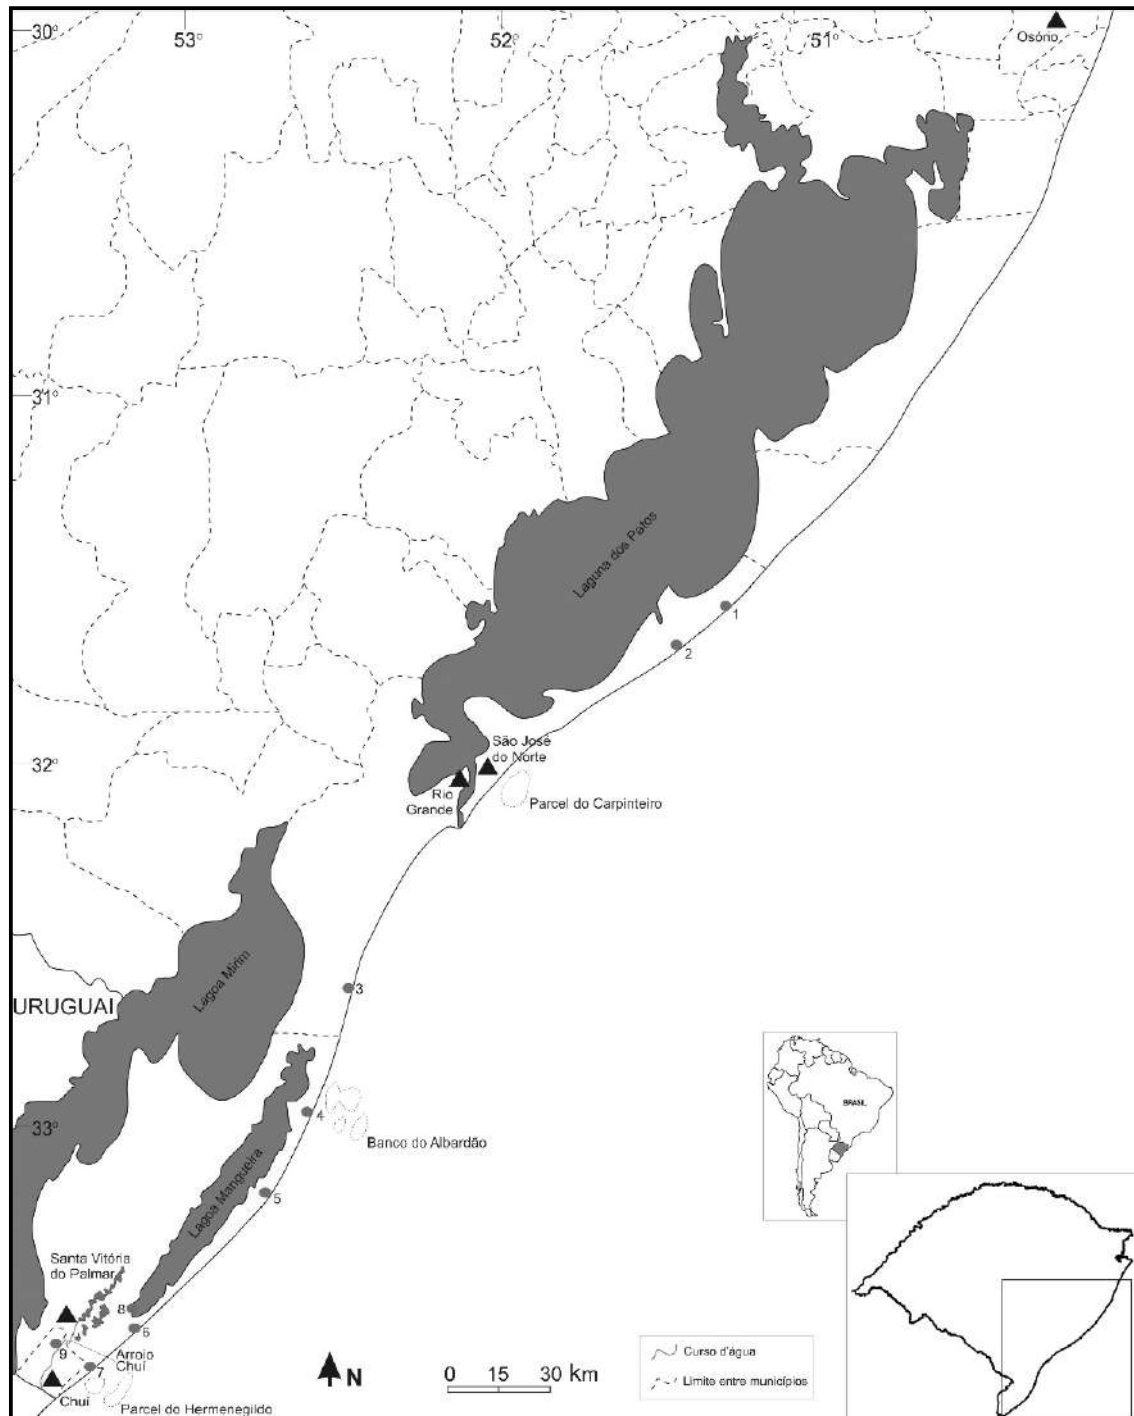 30°
53°
52°
51°
Osório
31°
Laguna dos Patos
1
2
32°
São José
do Norte
Rio
Grande
Parcel do Carpinteiro
Lagoa Mirim
3
URUGUAI
BRASIL
33°
4
Banco do Albardão
Lagoa Mangueira
5
Santa Vitória
do Palmar
8
6
9
Arroio
Chuí
7
Chuí
Parcel do Hermenegildo
N
0 15 30 km
Curso d'água
Limite entre municípios